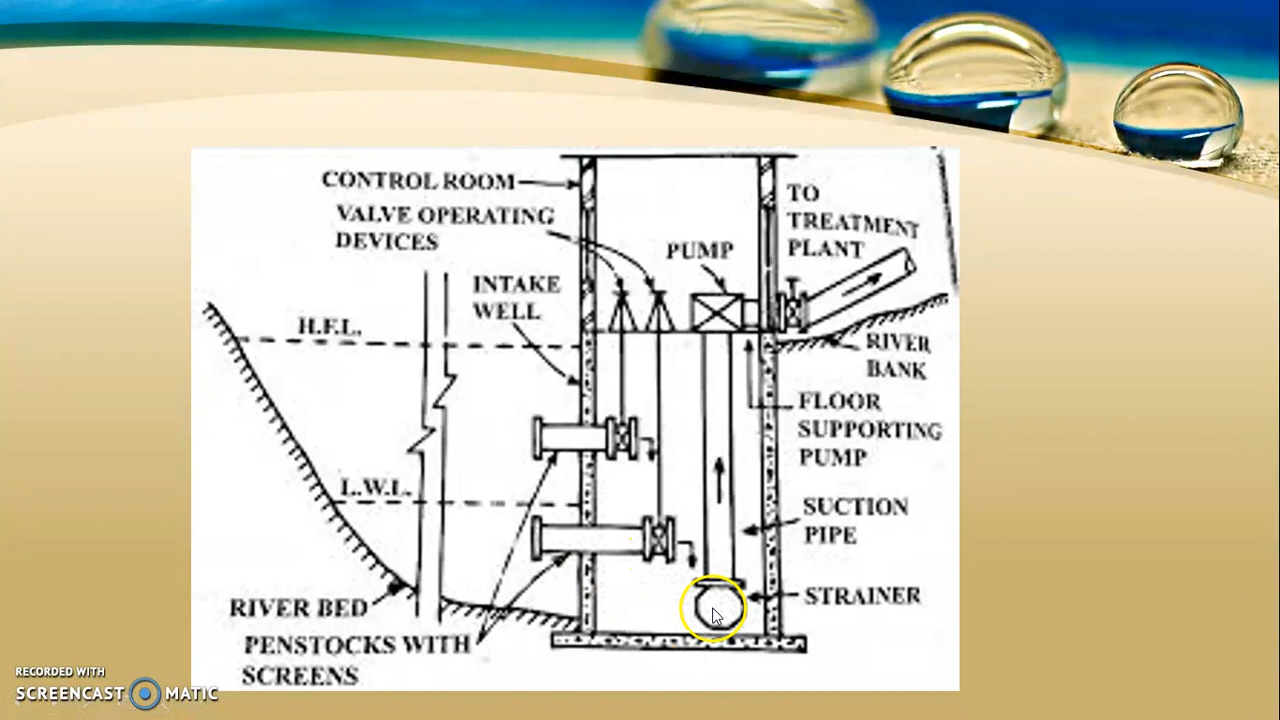 CONTROL ROOM
VALVE OPERATING
DEVICES
TO
TREATMENT
PLANT
PUMP
INTAKE
WELL
H.F.L.
RIVER
BANK
FLOOR
SUPPORTING
PUMP
L.W.L.
SUCTION
PIPE
STRAINER
RIVER BED
PENSTOCKS WITH
SCREENS
RECORDED WITH
SCREENCAST MATIC